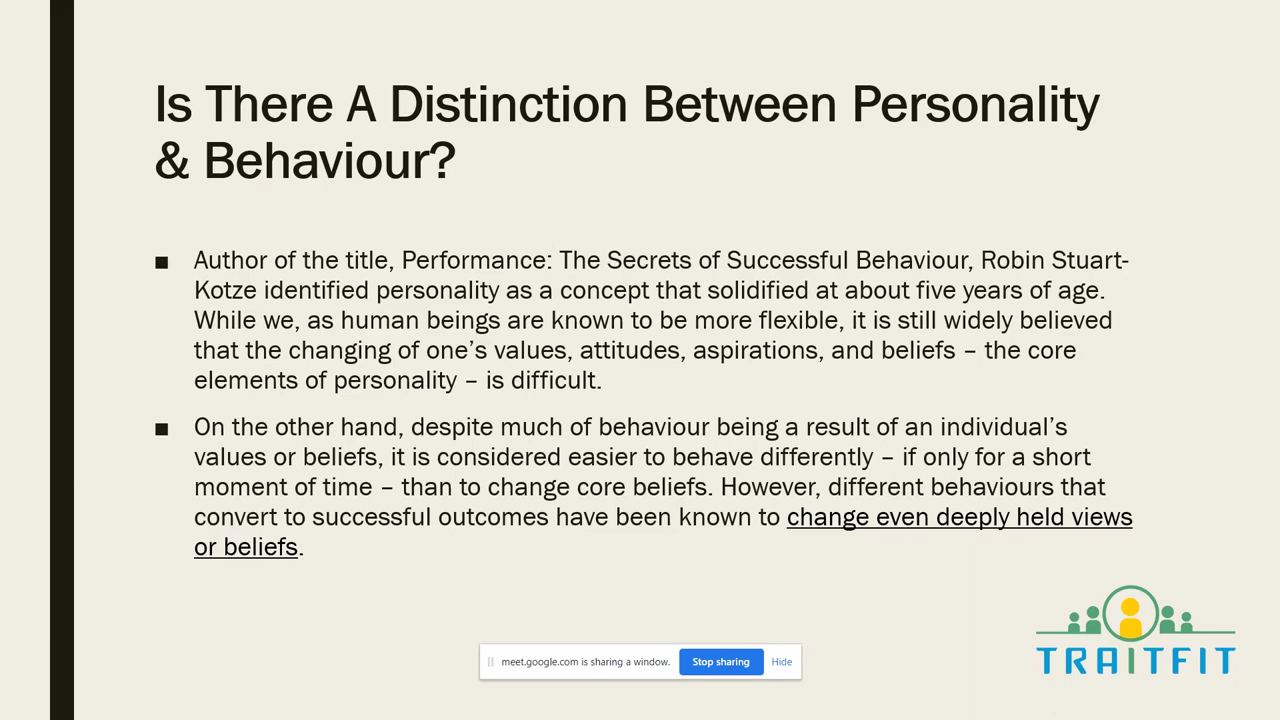 Is There A Distinction Between Personality
& Behaviour?
■ Author of the title, Performance: The Secrets of Successful Behaviour, Robin Stuart-
Kotze identified personality as a concept that solidified at about five years of age.
While we, as human beings are known to be more flexible, it is still widely believed
that the changing of one’s values, attitudes, aspirations, and beliefs – the core
elements of personality – is difficult.
■ On the other hand, despite much of behaviour being a result of an individual’s
values or beliefs, it is considered easier to behave differently – if only for a short
moment of time – than to change core beliefs. However, different behaviours that
convert to successful outcomes have been known to change even deeply held views
or beliefs.
meet.google.com is sharing a window. Stop sharing Hide
TRAITFIT